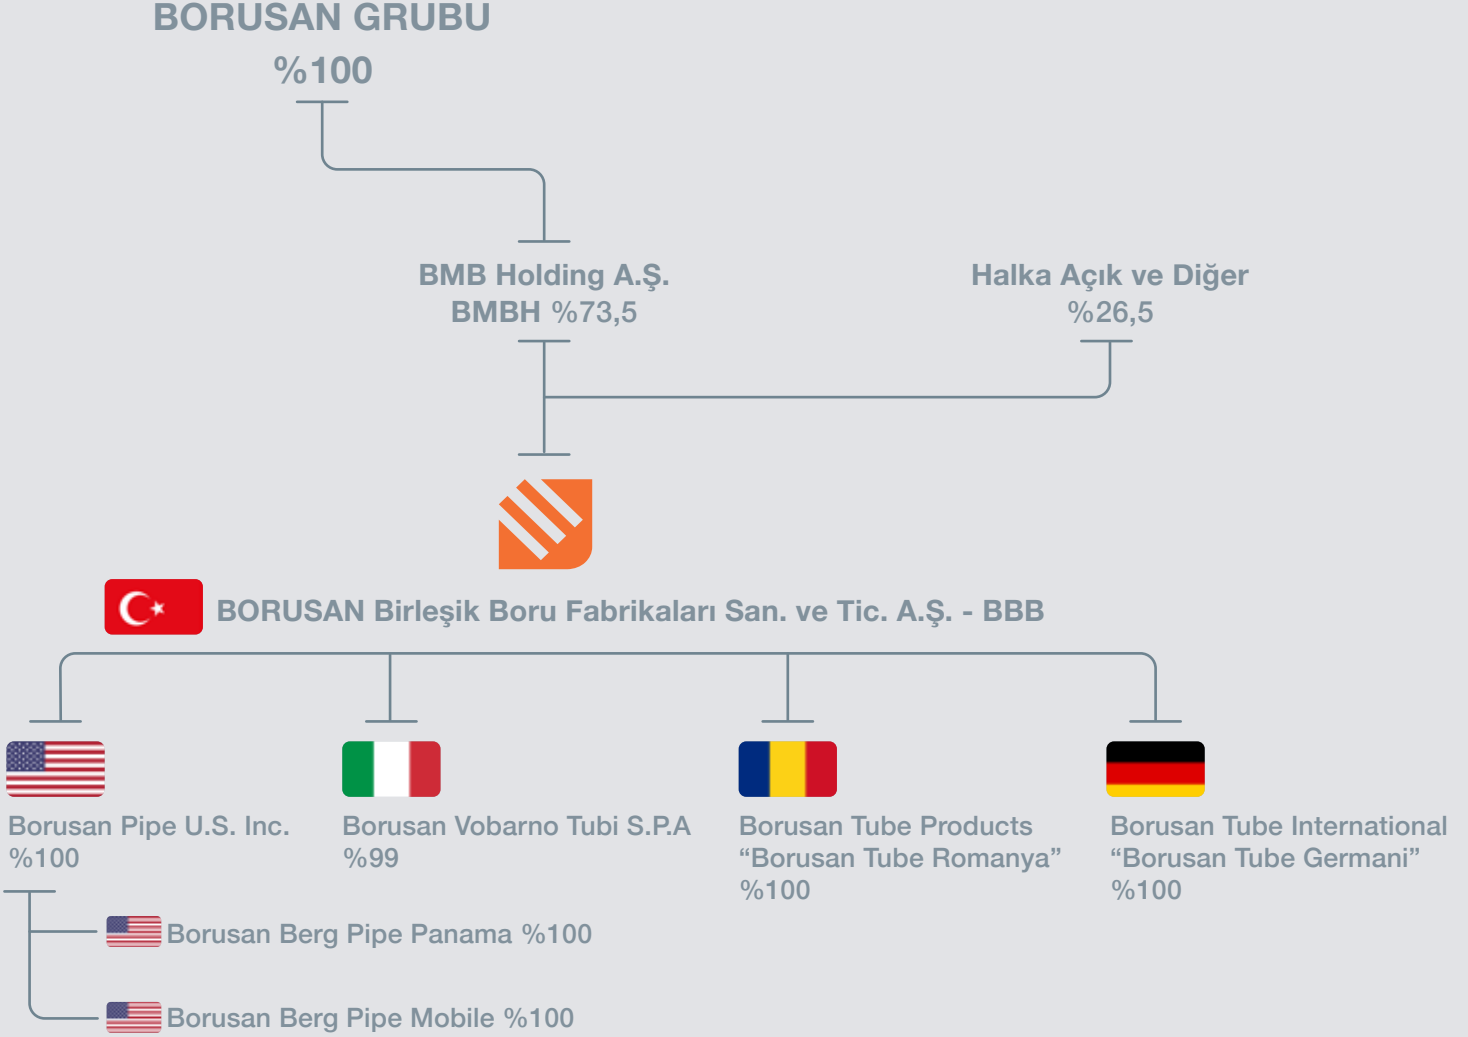 BORUSAN GRUBU
%100
BMB Holding A.Ş.
BMBH %73,5
Halka Açık ve Diğer
%26,5
BORUSAN Birleşik Boru Fabrikaları San. ve Tic. A.Ş. - BBB
Borusan Pipe U.S. Inc.
%100
Borusan Vobarno Tubi S.P.A
%99
Borusan Tube Products
“Borusan Tube Romanya”
%100
Borusan Tube International
“Borusan Tube Germani”
%100
Borusan Berg Pipe Panama %100
Borusan Berg Pipe Mobile %100